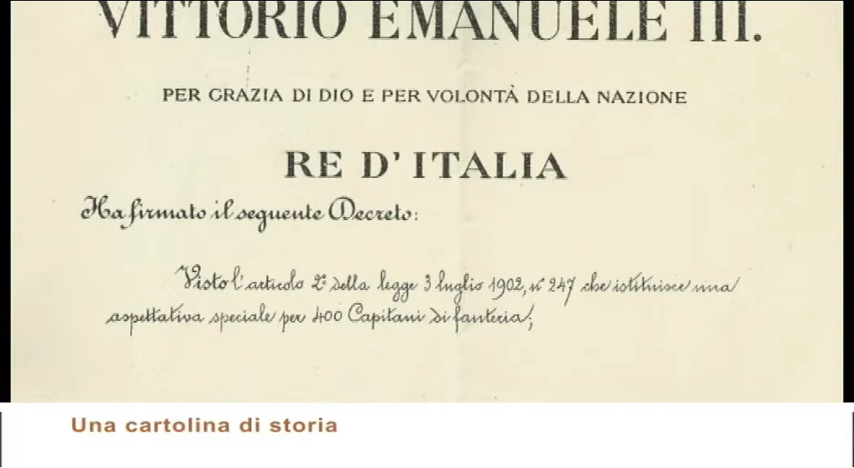 VITTORIO EMANUELE III.
PER GRAZIA DI DIO E PER VOLONTÀ DELLA NAZIONE
RE D'ITALIA
Ha firmato il seguente Decreto:
Visto l'articolo 2º della legge 3 luglio 1902, nº 247 che istituisce una
aspettativa speciale per 400 Capitani di fanteria;
Una cartolina di storia